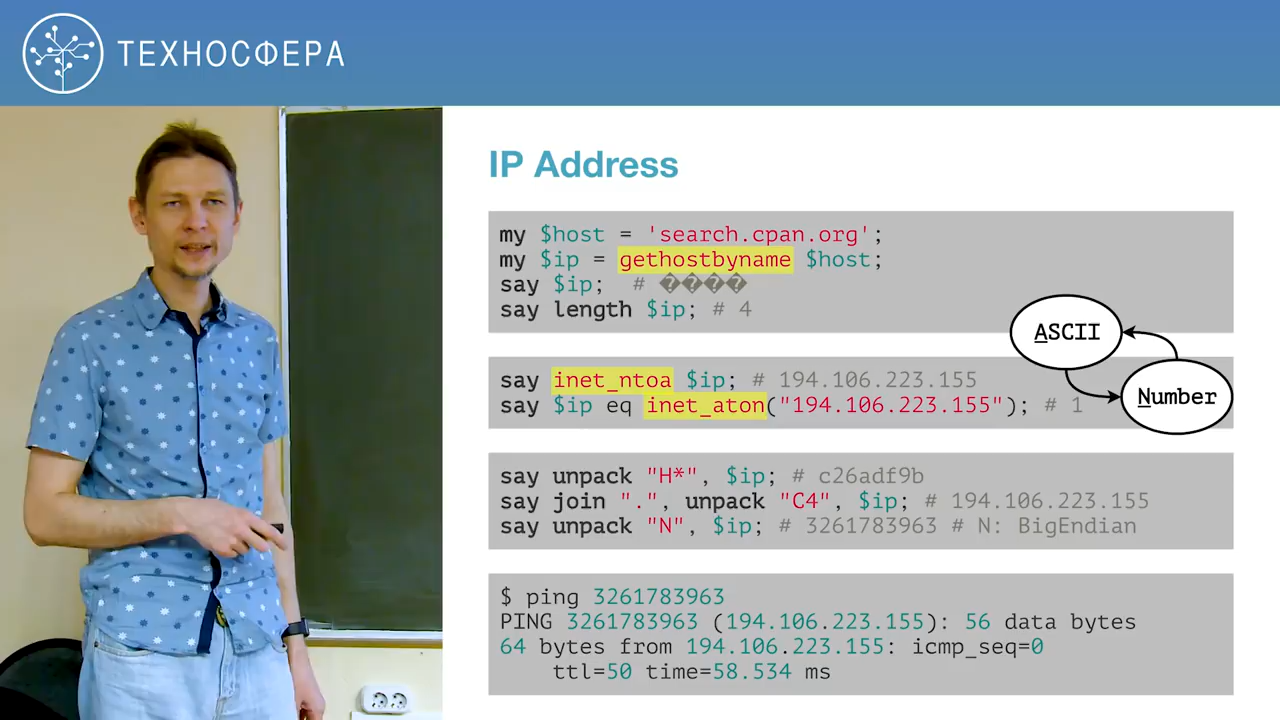 ТЕХНОСФЕРА
IP Address
my $host = 'search.cpan.org';
my $ip = gethostbyname $host;
say $ip;  # ����
say length $ip; # 4
ASCII
say inet_ntoa $ip; # 194.106.223.155
say $ip eq inet_aton("194.106.223.155"); # 1
Number
say unpack "H*", $ip; # c26adf9b
say join ".", unpack "C4", $ip; # 194.106.223.155
say unpack "N", $ip; # 3261783963 # N: BigEndian
$ ping 3261783963
PING 3261783963 (194.106.223.155): 56 data bytes
64 bytes from 194.106.223.155: icmp_seq=0
    ttl=50 time=58.534 ms